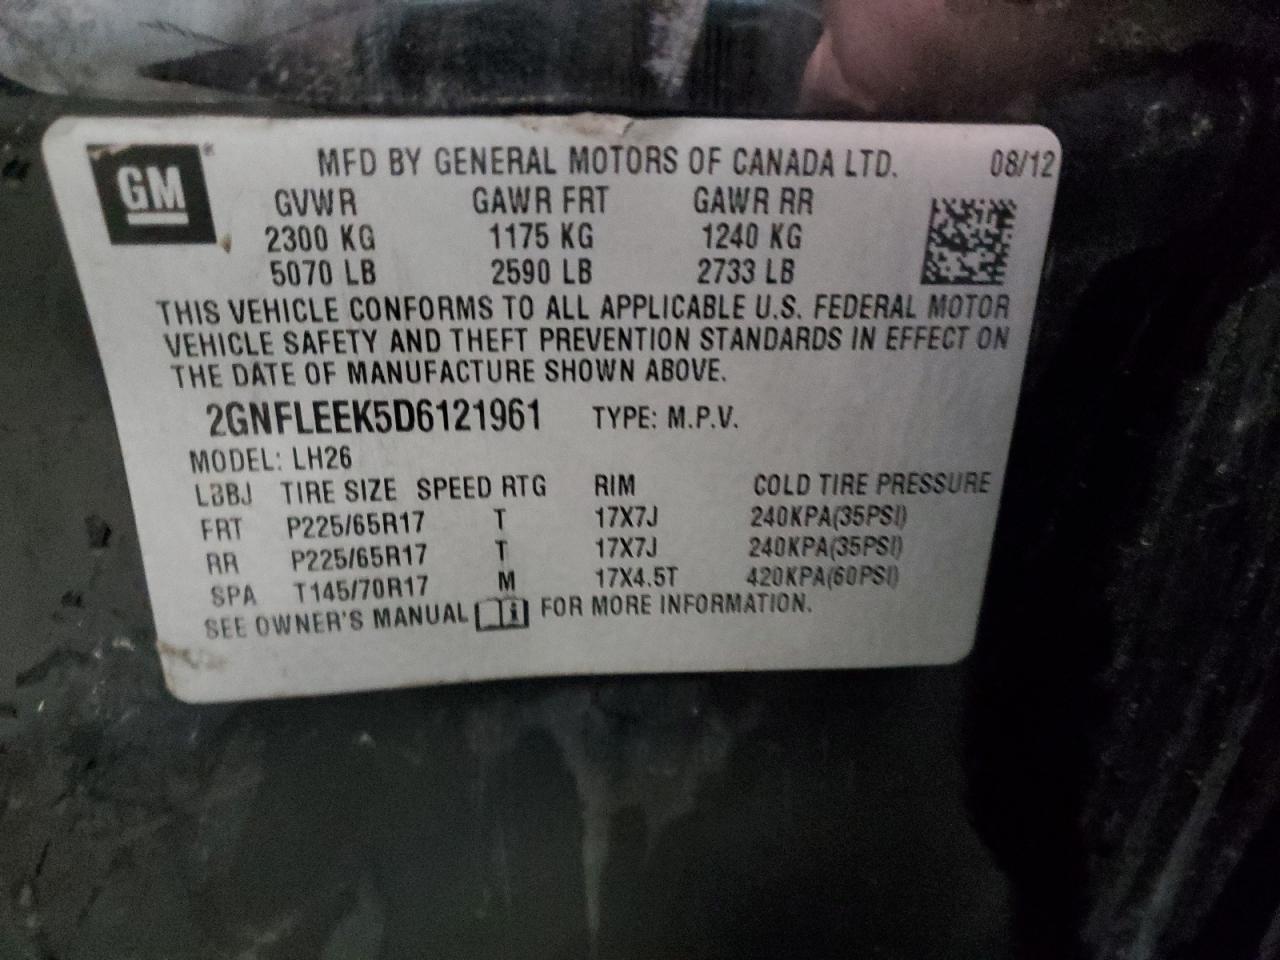 GM® MFD BY GENERAL MOTORS OF CANADA LTD. 08/12
GVWR GAWR FRT GAWR RR
2300 KG 1175 KG 1240 KG
5070 LB 2590 LB 2733 LB
THIS VEHICLE CONFORMS TO ALL APPLICABLE U.S. FEDERAL MOTOR
VEHICLE SAFETY AND THEFT PREVENTION STANDARDS IN EFFECT ON
THE DATE OF MANUFACTURE SHOWN ABOVE.
2GNFLEEK5D6121961 TYPE: M.P.V.
MODEL: LH26
L3BJ TIRE SIZE SPEED RTG RIM COLD TIRE PRESSURE
FRT P225/65R17 T 17X7J 240KPA(35PSI)
RR P225/65R17 T 17X7J 240KPA(35PSI)
SPA T145/70R17 M 17X4.5T 420KPA(60PSI)
SEE OWNER'S MANUAL i FOR MORE INFORMATION.